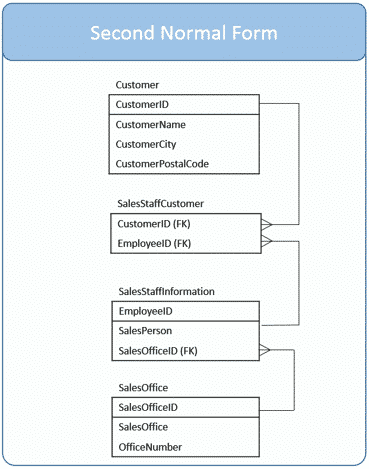 Second Normal Form
Customer
CustomerID
CustomerName
CustomerCity
CustomerPostalCode
SalesStaffCustomer
CustomerID (FK)
EmployeeID (FK)
SalesStaffInformation
EmployeeID
SalesPerson
SalesOfficeID (FK)
SalesOffice
SalesOfficeID
SalesOffice
OfficeNumber